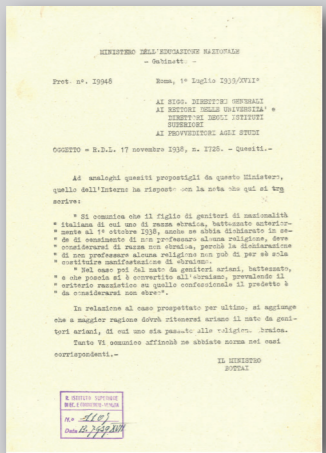 MINISTERO DELL'EDUCAZIONE NAZIONALE
- Gabinetto -
Prot. n°. 19948 Roma, 1° Luglio 1939/XVII°
AI SIGG. DIRETTORI GENERALI
AI RETTORI DELLE UNIVERSITA' e
DIRETTORI DEGLI ISTITUTI
SUPERIORI
AI PROVVEDITORI AGLI STUDI
OGGETTO = R.D.L. 17 novembre 1938, n. 1728. - Quesiti.-
Ad analoghi quesiti propostigli da questo Ministero,
quello dell'Interno ha risposto con la nota che qui si tra
scrive:
" Si comunica che il figlio di genitori di nazionalità
" italiana di cui uno di razza ebraica, battezzato anterior-
" mente al 1° ottobre 1938, anche se abbia dichiarato in se-
" de di censimento di non professare alcuna religione, deve
" considerarsi di razza non ebraica, perchè la dichiarazione
" di non professare alcuna religione non può di per sè sola
" costituire manifestazione di ebraismo.
" Nel caso poi del nato da genitori ariani, battezzato,
" e che poscia si è convertito all'ebraismo, prevalendo il
" criterio razzistico su quello confessionale il predetto è
" da considerarsi non ebreo".
In relazione al caso prospettato per ultimo, si aggiunge
che a maggior ragione dovrà ritenersi ariano il nato da geni-
tori ariani, di cui uno sia passato alla religione ebraica.
Tanto Vi comunico affinchè ne abbiate norma nei casi
corrispondenti.-
IL MINISTRO
BOTTAI
R. ISTITUTO SUPERIORE
N.°
Data